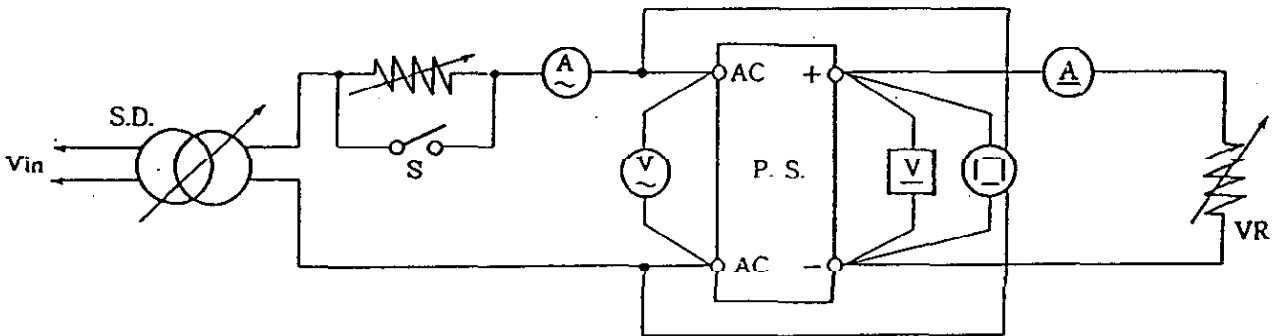 S.D.
Vin
S
A
~
V
~
AC
AC
P. S.
+
-
V
A
VR